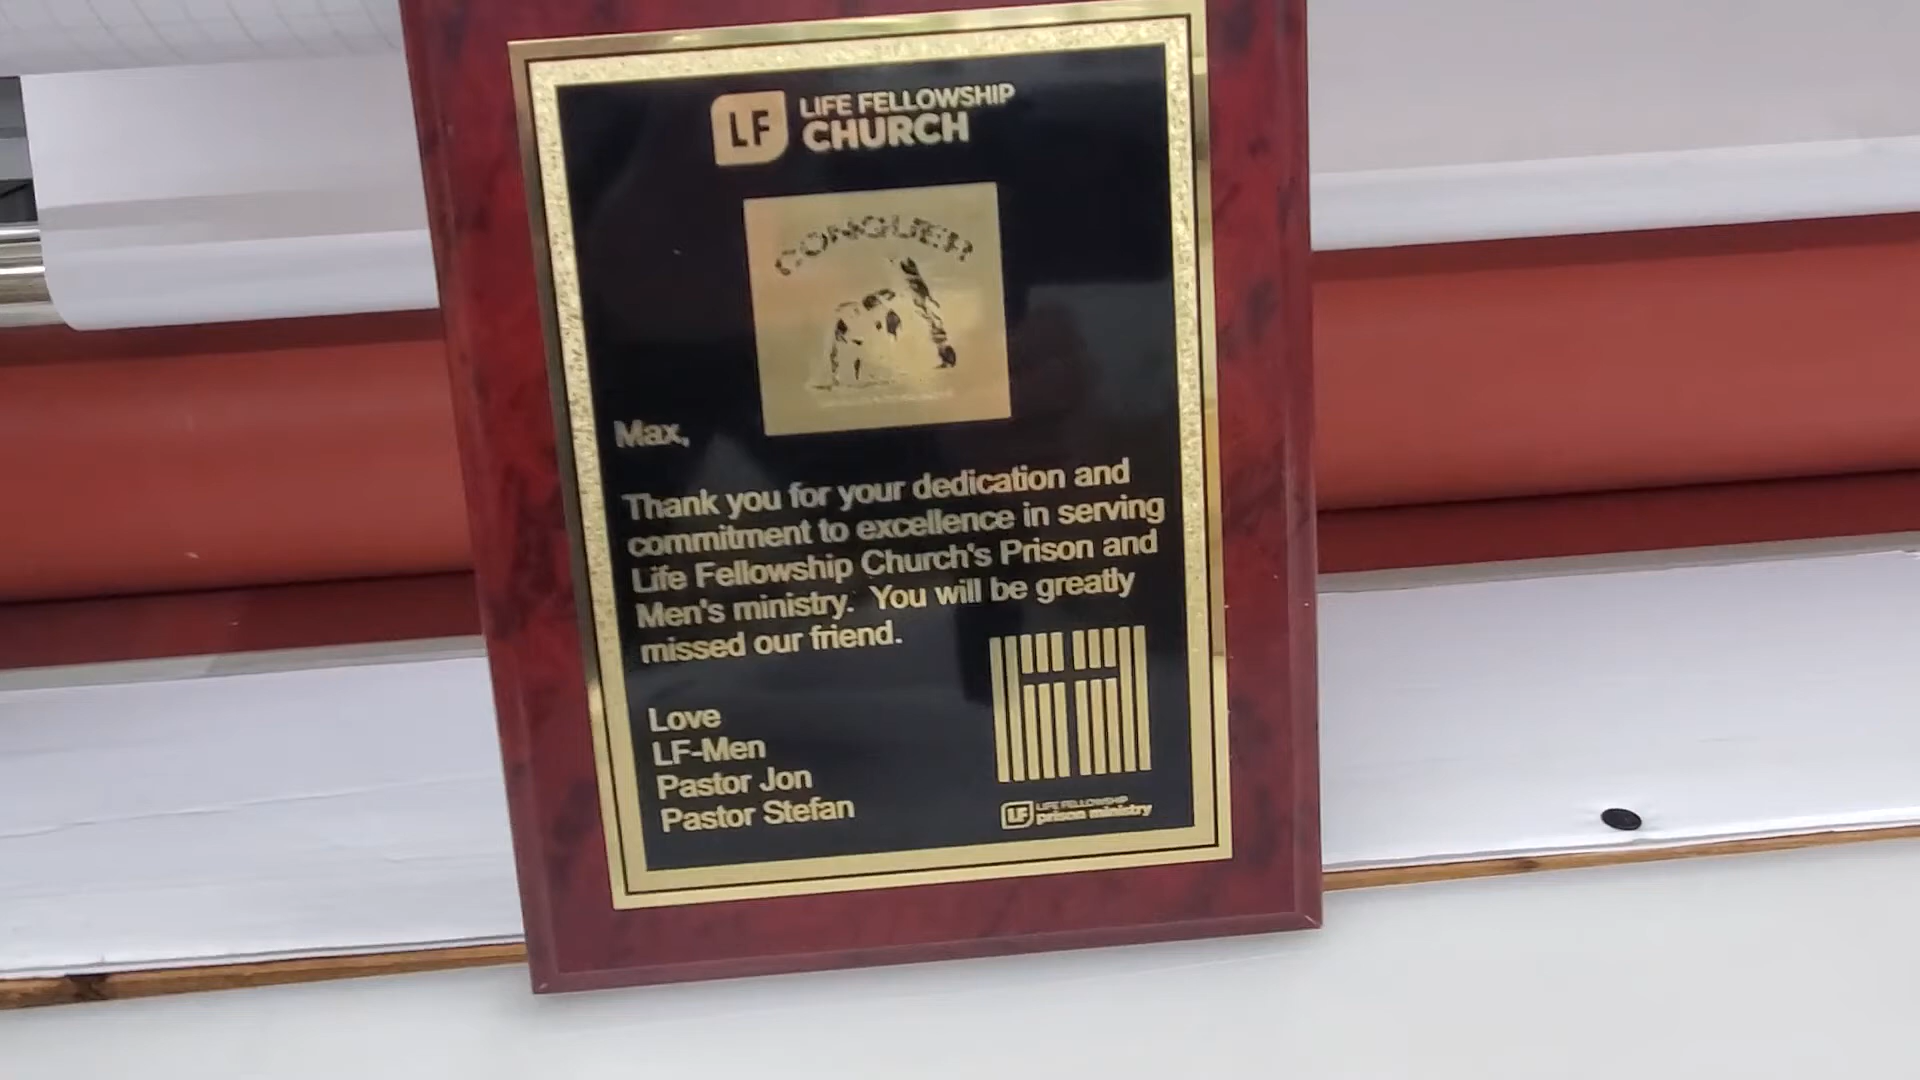 LF LIFE FELLOWSHIP
CHURCH
CONQUER
Max,
Thank you for your dedication and
commitment to excellence in serving
Life Fellowship Church's Prison and
Men's ministry. You will be greatly
missed our friend.
Love
LF-Men
Pastor Jon
Pastor Stefan
LF LIFE FELLOWSHIP
prison ministry